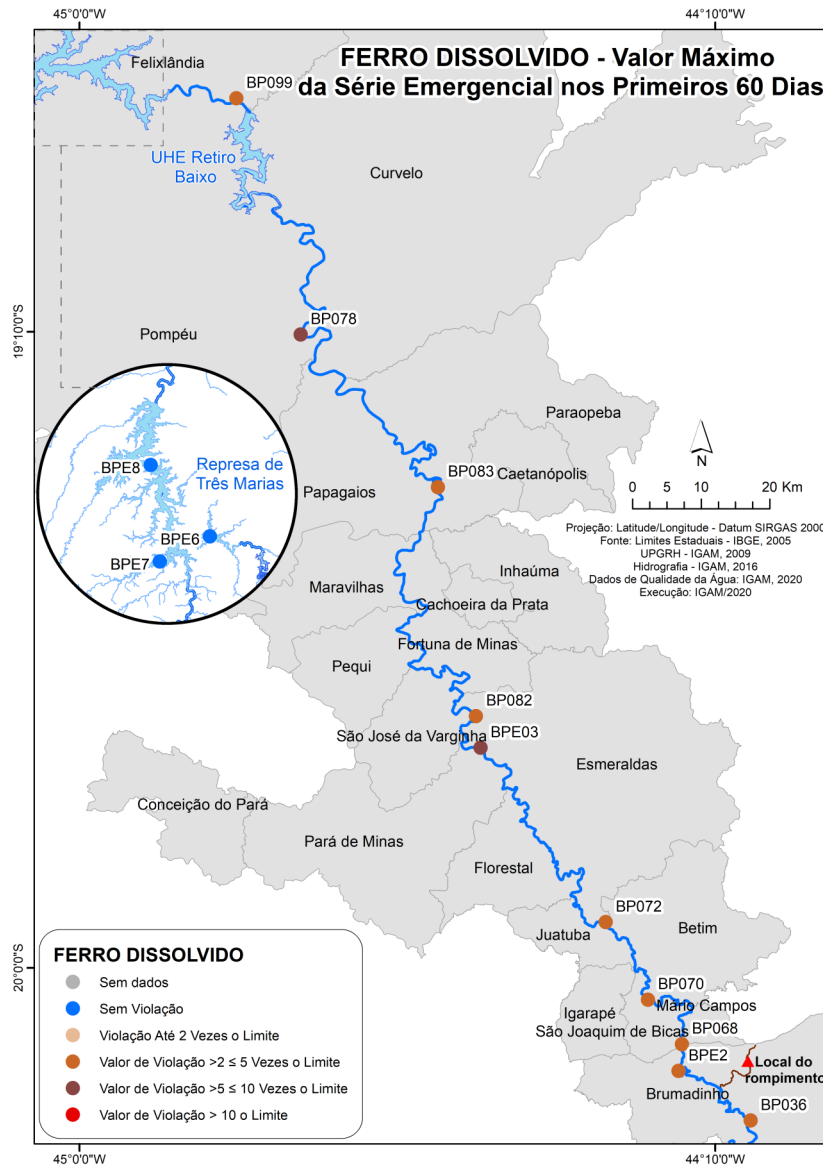 45°0'0"W
44°10'0"W
FERRO DISSOLVIDO - Valor Máximo
da Série Emergencial nos Primeiros 60 Dias
Felixlândia
BP099
UHE Retiro
Baixo
Curvelo
19°10'0"S
BP078
Pompéu
Paraopeba
N
BPE8
Represa de
Três Marias
BP083
Caetanópolis
Papagaios
0 5 10 20 Km
BPE6
BPE7
Projeção: Latitude/Longitude - Datum SIRGAS 2000
Fonte: Limites Estaduais - IBGE, 2005
UPGRH - IGAM, 2009
Hidrografia - IGAM, 2016
Dados de Qualidade da Água: IGAM, 2020
Execução: IGAM/2020
Inhaúma
Maravilhas
Cachoeira da Prata
Fortuna de Minas
Pequi
BP082
São José da Varginha
BPE03
Esmeraldas
Conceição do Pará
Pará de Minas
Florestal
BP072
Juatuba
Betim
20°0'0"S
BP070
Igarapé
Mário Campos
São Joaquim de Bicas
BP068
BPE2
Local do
rompimento
Brumadinho
BP036
FERRO DISSOLVIDO
Sem dados
Sem Violação
Violação Até 2 Vezes o Limite
Valor de Violação >2 ≤ 5 Vezes o Limite
Valor de Violação >5 ≤ 10 Vezes o Limite
Valor de Violação > 10 o Limite
45°0'0"W
44°10'0"W